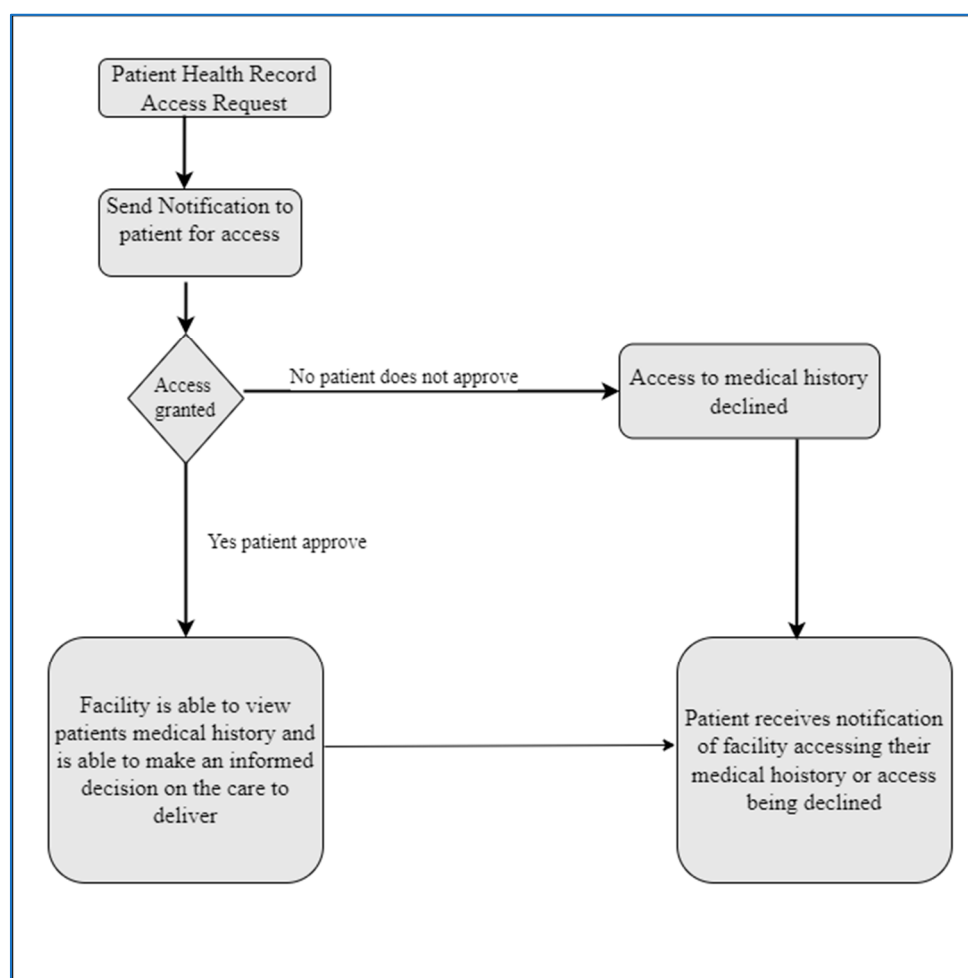 Patient Health Record
Access Request
Send Notification to
patient for access
Access
granted
No patient does not approve
Access to medical history
declined
Yes patient approve
Facility is able to view
patients medical history and
is able to make an informed
decision on the care to
deliver
Patient receives notification
of facility accessing their
medical hoistory or access
being declined